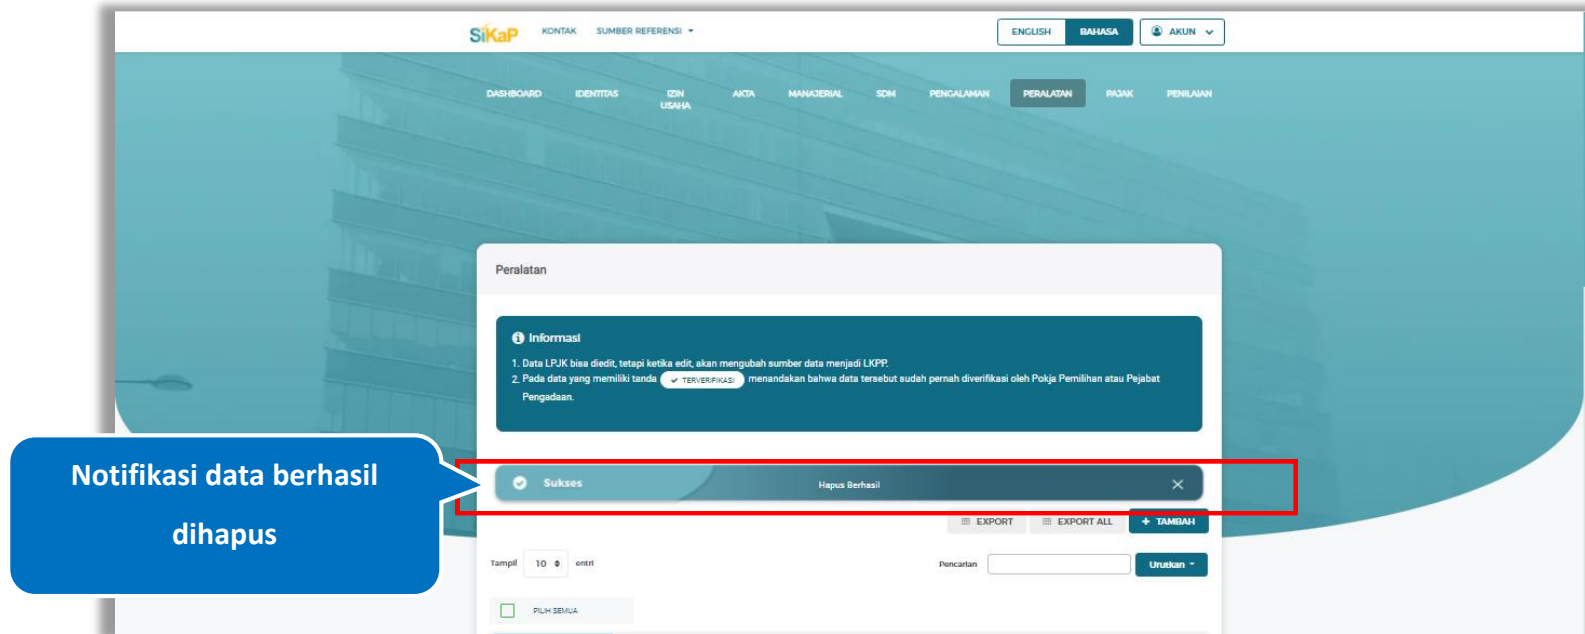 SiKaP KONTAK SUMBER REFERENSI ENGLISH BAHASA AKUN
DASHBOARD IDENTITAS IZIN USAHA AKTA MANAJERIAL SDM PENGALAMAN PERALATAN PAJAK PENILAIAN
Peralatan
Informasi
1. Data LPJK bisa diedit, tetapi ketika edit, akan mengubah sumber data menjadi LKPP.
2. Pada data yang memiliki tanda TERVERIFIKASI menandakan bahwa data tersebut sudah pernah diverifikasi oleh Pokja Pemilihan atau Pejabat
Pengadaan.
Notifikasi data berhasil
dihapus
Sukses Hapus Berhasil
EXPORT EXPORT ALL + TAMBAH
Tampil 10 entri Pencarian Urutkan
PILIH SEMUA